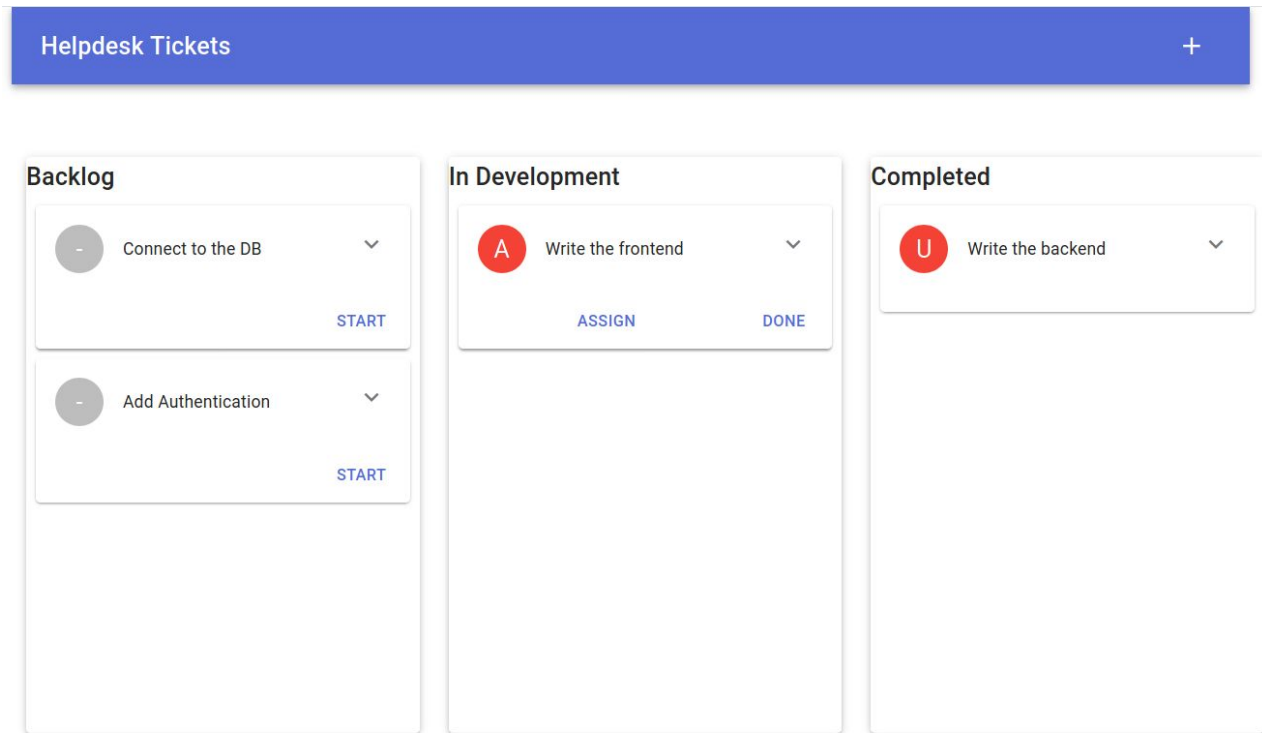 Helpdesk Tickets +
Backlog
- Connect to the DB
START
- Add Authentication
START
In Development
A Write the frontend
ASSIGN DONE
Completed
U Write the backend